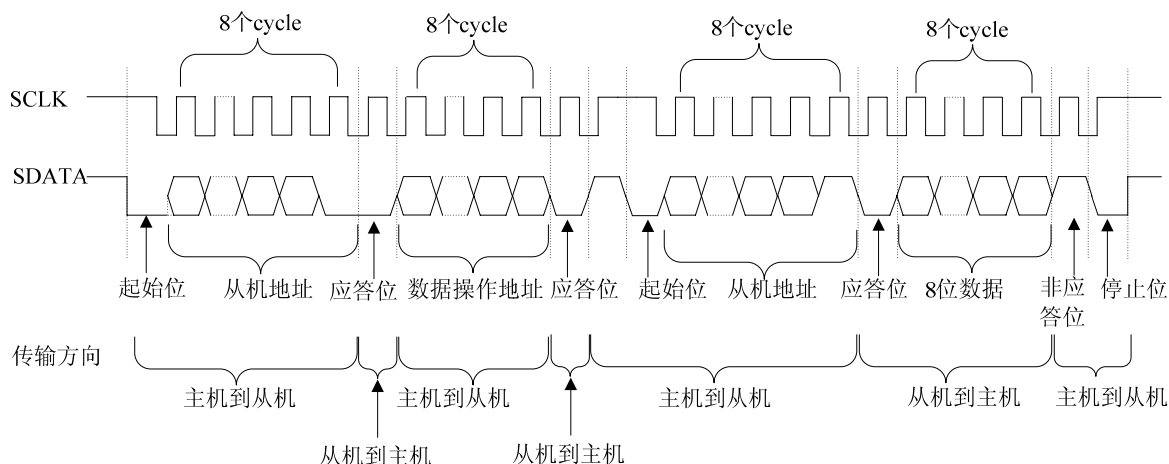 8个cycle
8个cycle
8个cycle
8个cycle
SCLK
SDATA
起始位
从机地址
应答位
数据操作地址
应答位
起始位
从机地址
应答位
8位数据
非应
答位
停止位
传输方向
主机到从机
从机到主机
主机到从机
从机到主机
主机到从机
从机到主机
主机到从机